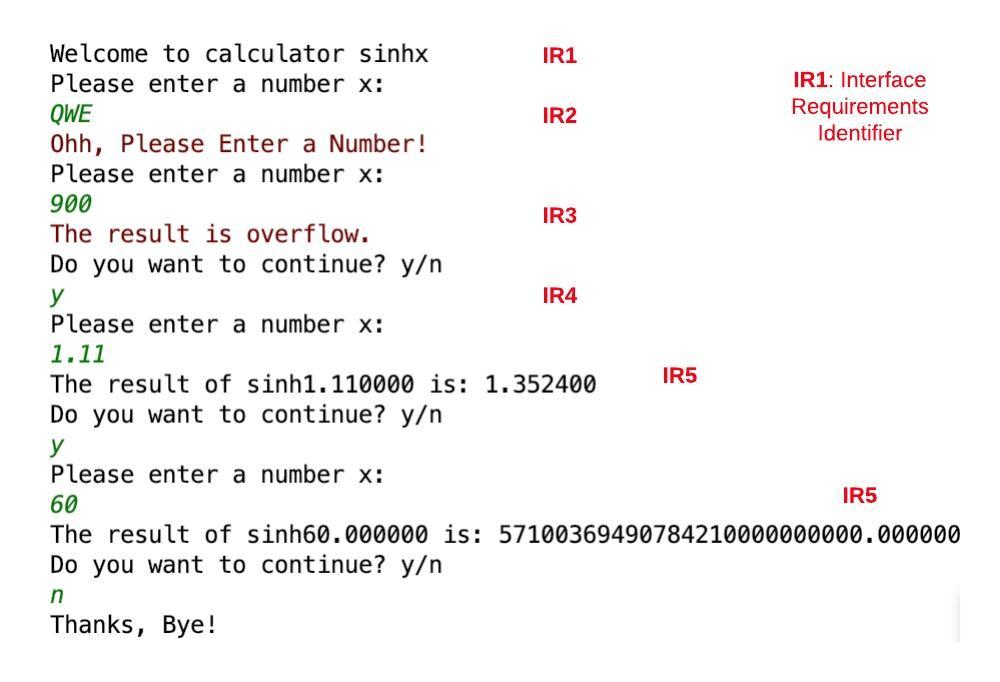 Welcome to calculator sinhx IR1
Please enter a number x:
IR1: Interface
Requirements
Identifier
QWE IR2
Ohh, Please Enter a Number!
Please enter a number x:
900 IR3
The result is overflow.
Do you want to continue? y/n
y IR4
Please enter a number x:
1.11
The result of sinh1.110000 is: 1.352400 IR5
Do you want to continue? y/n
y
Please enter a number x:
60 IR5
The result of sinh60.000000 is: 57100369490784210000000000.000000
Do you want to continue? y/n
n
Thanks, Bye!